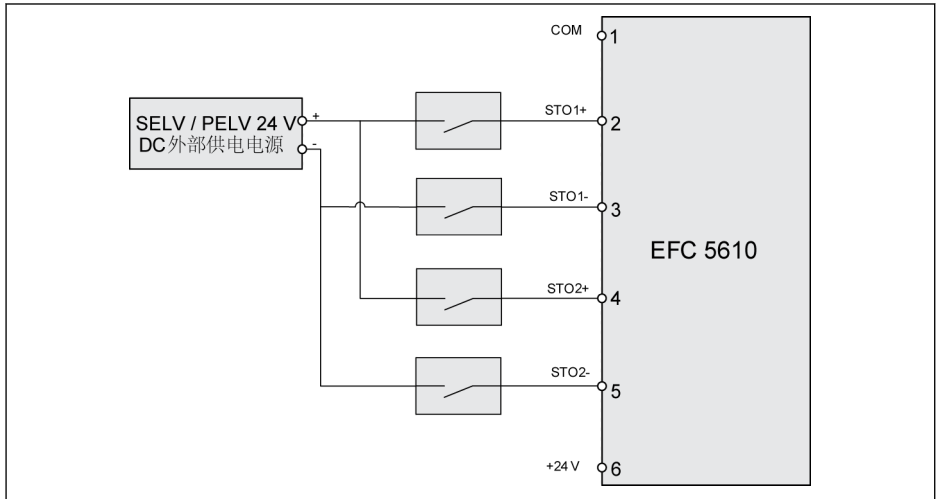 COM
1
SELV / PELV 24 V
DC外部供电电源
+
-
STO1+
2
STO1-
3
EFC 5610
STO2+
4
STO2-
5
+24 V
6